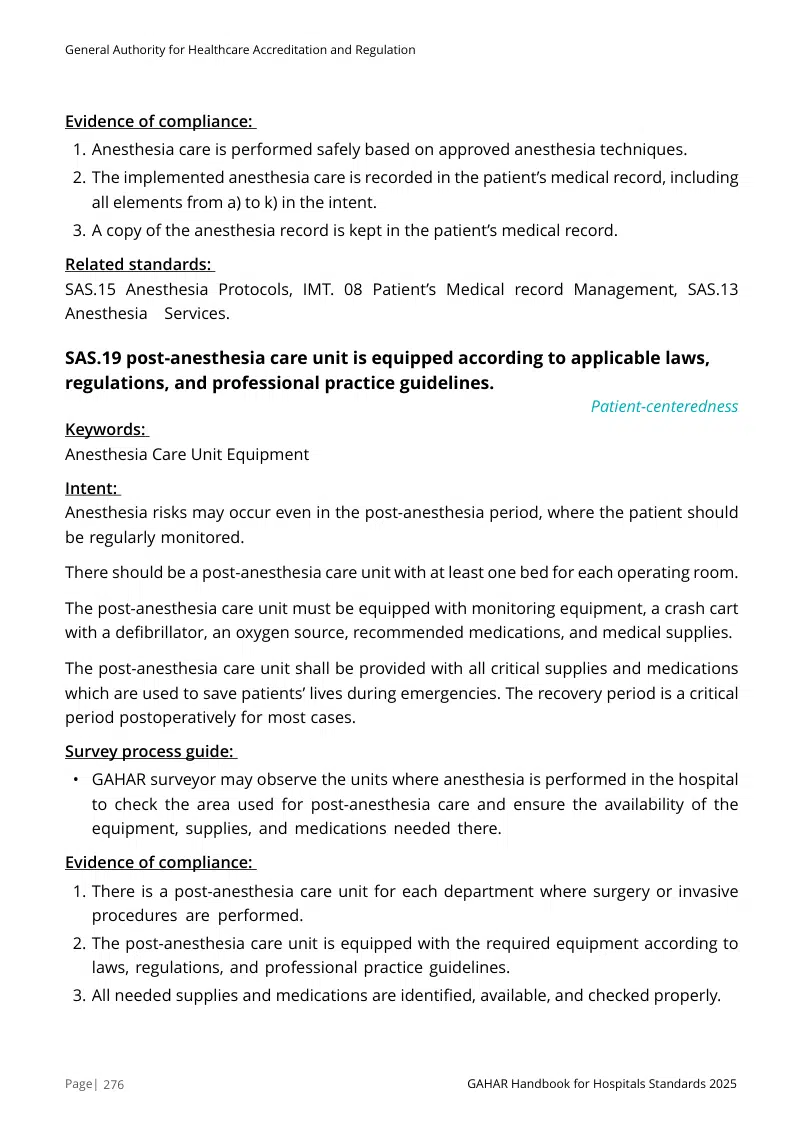 General Authority for Healthcare Accreditation and Regulation
Evidence of compliance:
1. Anesthesia care is performed safely based on approved anesthesia techniques.
2. The implemented anesthesia care is recorded in the patient’s medical record, including
all elements from a) to k) in the intent.
3. A copy of the anesthesia record is kept in the patient’s medical record.
Related standards:
SAS.15 Anesthesia Protocols, IMT. 08 Patient’s Medical record Management, SAS.13
Anesthesia Services.
SAS.19 post-anesthesia care unit is equipped according to applicable laws,
regulations, and professional practice guidelines.
Patient-centeredness
Keywords:
Anesthesia Care Unit Equipment
Intent:
Anesthesia risks may occur even in the post-anesthesia period, where the patient should
be regularly monitored.
There should be a post-anesthesia care unit with at least one bed for each operating room.
The post-anesthesia care unit must be equipped with monitoring equipment, a crash cart
with a defibrillator, an oxygen source, recommended medications, and medical supplies.
The post-anesthesia care unit shall be provided with all critical supplies and medications
which are used to save patients’ lives during emergencies. The recovery period is a critical
period postoperatively for most cases.
Survey process guide:
• GAHAR surveyor may observe the units where anesthesia is performed in the hospital
to check the area used for post-anesthesia care and ensure the availability of the
equipment, supplies, and medications needed there.
Evidence of compliance:
1. There is a post-anesthesia care unit for each department where surgery or invasive
procedures are performed.
2. The post-anesthesia care unit is equipped with the required equipment according to
laws, regulations, and professional practice guidelines.
3. All needed supplies and medications are identified, available, and checked properly.
Page| 276
GAHAR Handbook for Hospitals Standards 2025